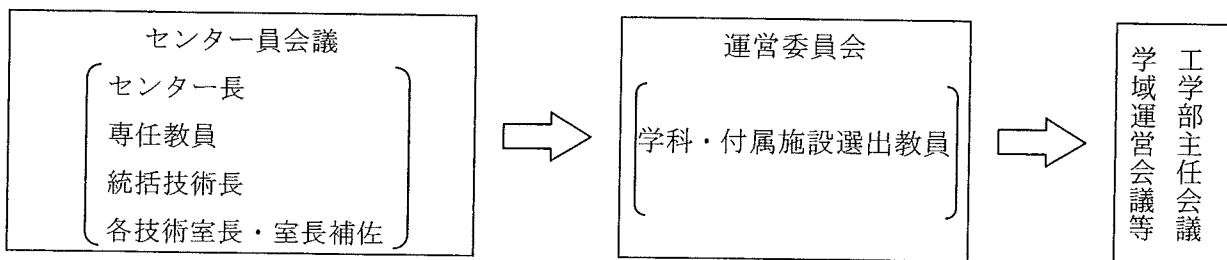 センター員会議
センター長
専任教員
統括技術長
各技術室長・室長補佐
運営委員会
学科・付属施設選出教員
工学部主任会議
学域運営会議等